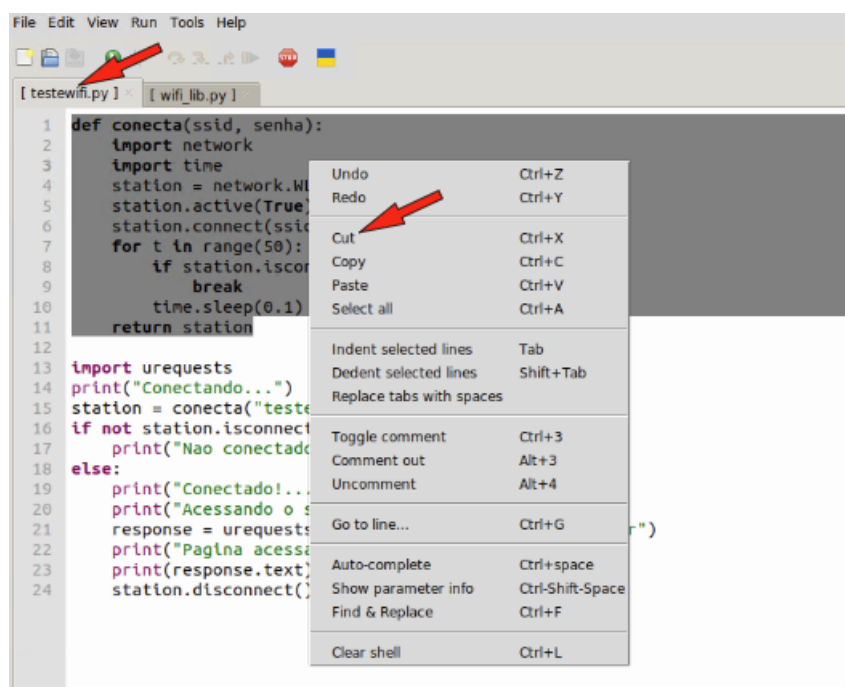 File Edit View Run Tools Help
STOP
[ testewifi.py ] × [ wifi_lib.py ] ×
1 def conecta(ssid, senha):
2 import network
3 import time
4 station = network.WL
5 station.active(True)
6 station.connect(ssid
7 for t in range(50):
8 if station.iscon
9 break
10 time.sleep(0.1)
11 return station
12
13 import urequests
14 print("Conectando...")
15 station = conecta("teste
16 if not station.isconnect
17 print("Nao conectado
18 else:
19 print("Conectado!...
20 print("Acessando o s
21 response = urequests r")
22 print("Pagina acessa
23 print(response.text)
24 station.disconnect()
Undo Ctrl+Z
Redo Ctrl+Y
Cut Ctrl+X
Copy Ctrl+C
Paste Ctrl+V
Select all Ctrl+A
Indent selected lines Tab
Dedent selected lines Shift+Tab
Replace tabs with spaces
Toggle comment Ctrl+3
Comment out Alt+3
Uncomment Alt+4
Go to line... Ctrl+G
Auto-complete Ctrl+space
Show parameter info Ctrl-Shift-Space
Find & Replace Ctrl+F
Clear shell Ctrl+L